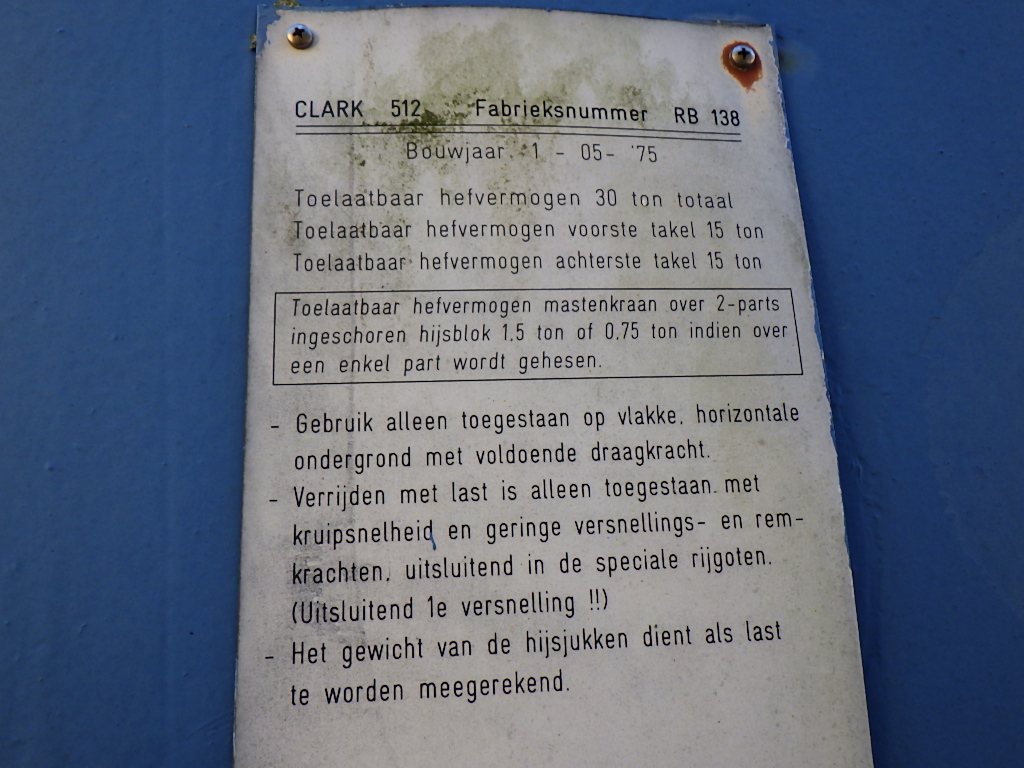 CLARK 512 Fabrieksnummer RB 138
Bouwjaar 1 - 05- '75
Toelaatbaar hefvermogen 30 ton totaal
Toelaatbaar hefvermogen voorste takel 15 ton
Toelaatbaar hefvermogen achterste takel 15 ton
Toelaatbaar hefvermogen mastenkraan over 2-parts
ingeschoren hijsblok 1.5 ton of 0.75 ton indien over
een enkel part wordt gehesen.
- Gebruik alleen toegestaan op vlakke, horizontale
ondergrond met voldoende draagkracht.
- Verrijden met last is alleen toegestaan met
kruipsnelheid en geringe versnellings- en rem-
krachten, uitsluitend in de speciale rijgoten.
(Uitsluitend 1e versnelling !!)
- Het gewicht van de hijsjukken dient als last
te worden meegerekend.